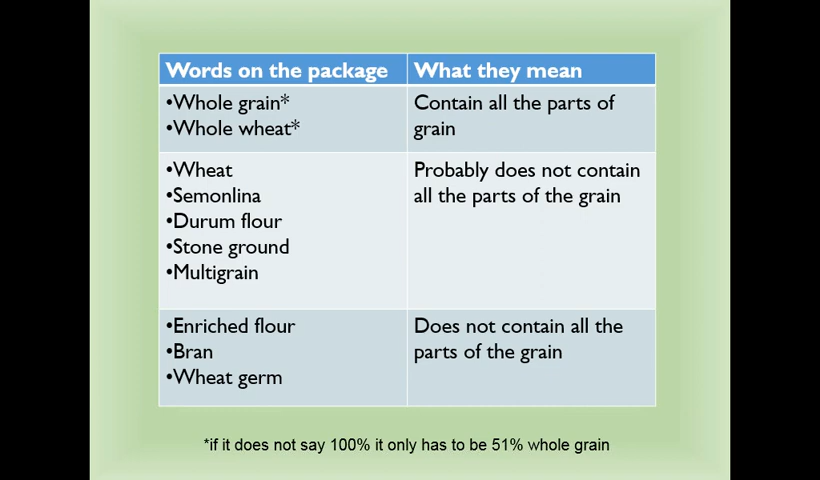 Words on the package
What they mean
•Whole grain*
•Whole wheat*
Contain all the parts of
grain
•Wheat
•Semonlina
•Durum flour
•Stone ground
•Multigrain
Probably does not contain
all the parts of the grain
•Enriched flour
•Bran
•Wheat germ
Does not contain all the
parts of the grain
*if it does not say 100% it only has to be 51% whole grain